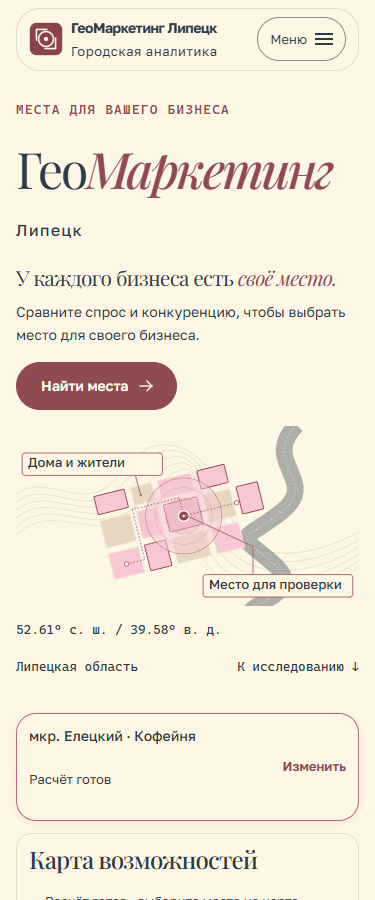 ГеоМаркетинг Липецк
Городская аналитика
Меню
МЕСТА ДЛЯ ВАШЕГО БИЗНЕСА
ГеоМаркетинг
Липецк
У каждого бизнеса есть своё место.
Сравните спрос и конкуренцию, чтобы выбрать
место для своего бизнеса.
Найти места →
Дома и жители
Место для проверки
52.61° с. ш. / 39.58° в. д.
Липецкая область
К исследованию ↓
мкр. Елецкий · Кофейня
Изменить
Расчёт готов
Карта возможностей